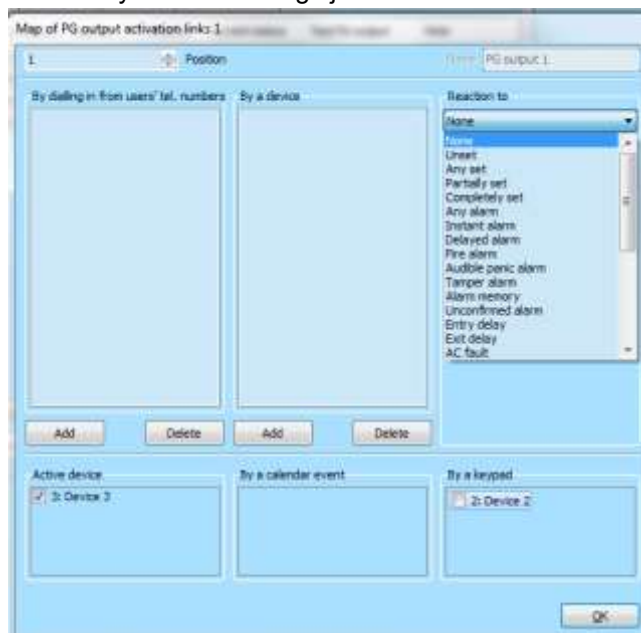 Map of PG output activation links 1
1 Position PG output 1
By dialling in from users' tel. numbers By a device Reaction to
None
None
Unset
Any set
Partially set
Completely set
Any alarm
Instant alarm
Delayed alarm
Fire alarm
Audible panic alarm
Tamper alarm
Alarm memory
Unconfirmed alarm
Entry delay
Exit delay
AC fault
Add Delete Add Delete
Active device By a calendar event By a keypad
3: Device 3 2: Device 2
OK